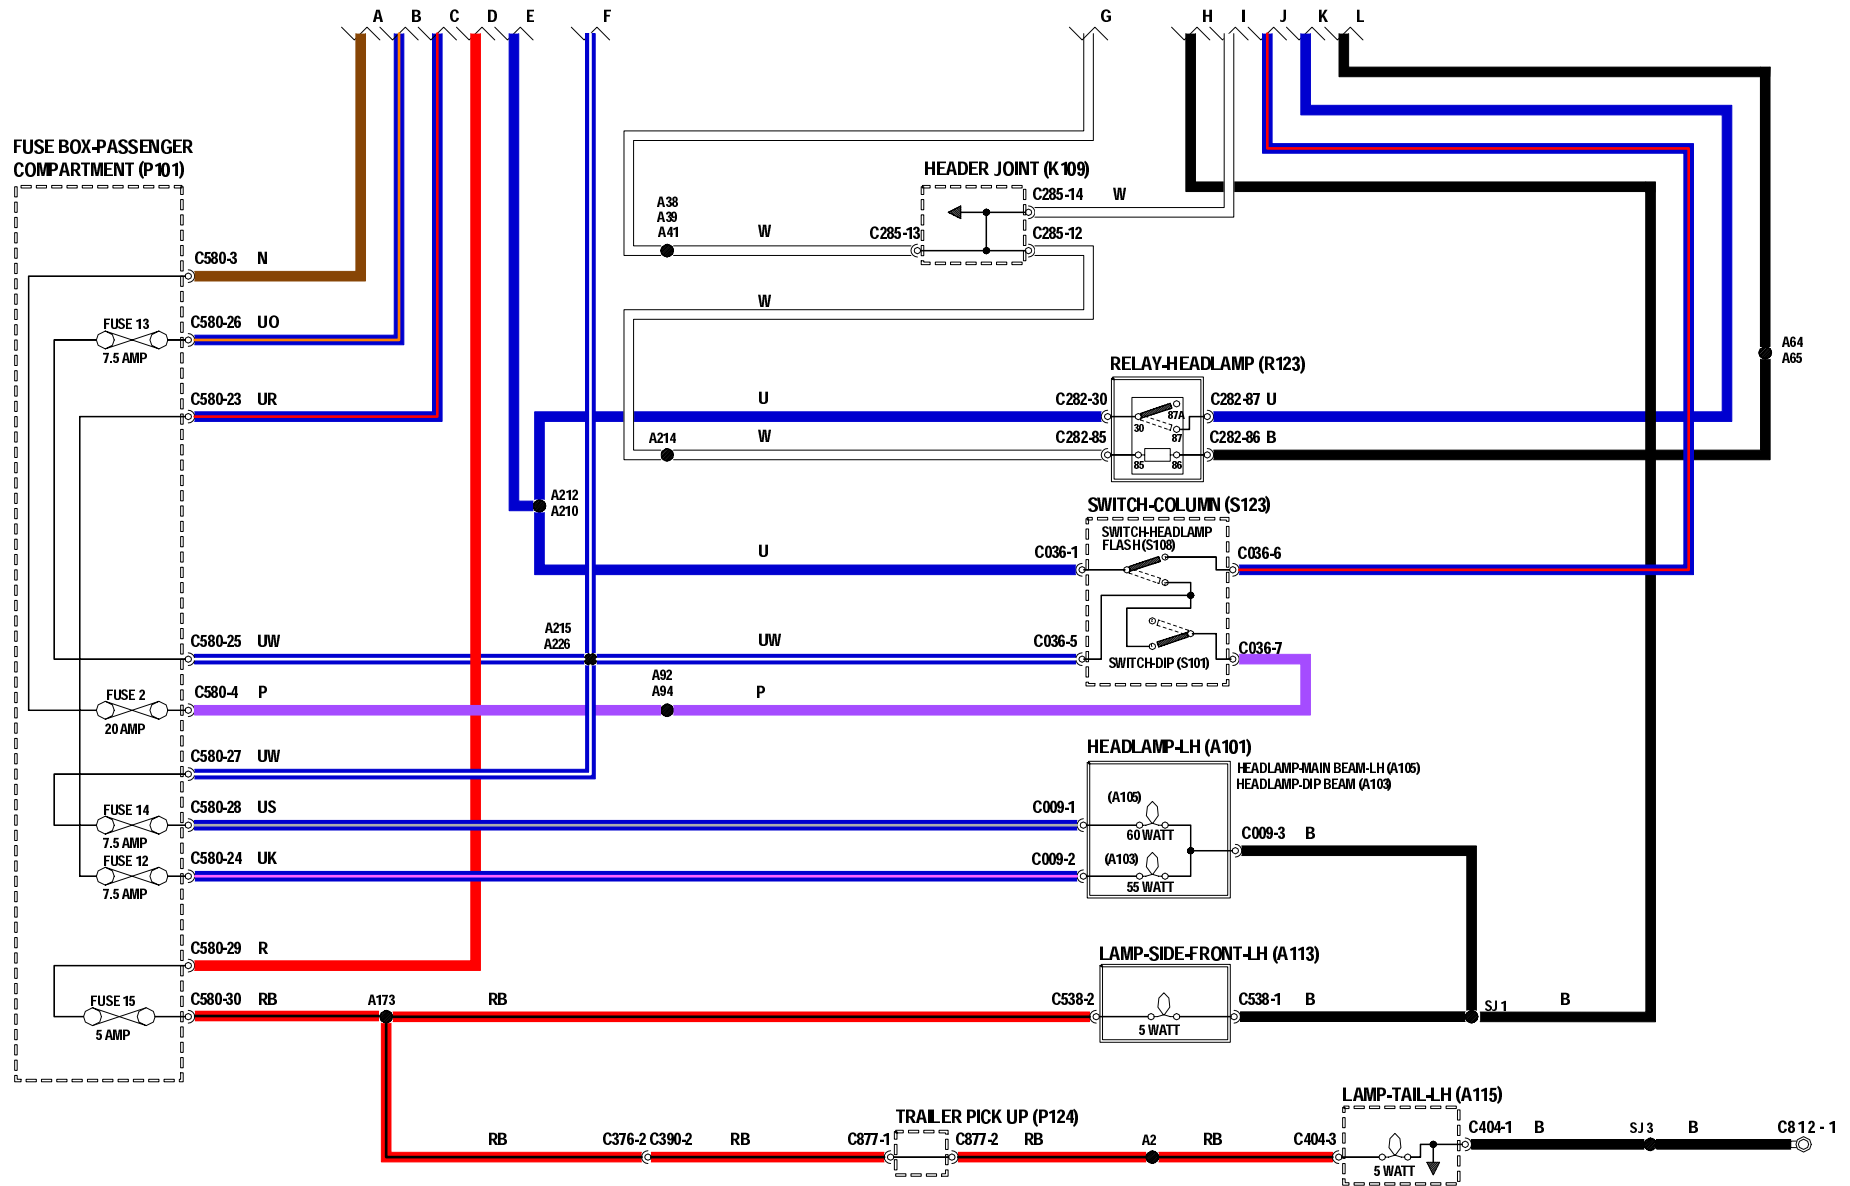 A B C D E F G H I J K L
FUSE BOX-PASSENGER
COMPARTMENT (P101)
HEADER JOINT (K109)
C285-14 W
A38
A39
A41
W
C285-13
C285-12
C580-3 N
W
FUSE 13
7.5 AMP
C580-26 UO
A64
A65
RELAY-HEADLAMP (R123)
C580-23 UR
U
C282-30
87A
30
87
C282-87 U
A214
W
C282-85
85
86
C282-86 B
A212
A210
SWITCH-COLUMN (S123)
SWITCH-HEADLAMP
FLASH (S108)
U
C036-1
C036-6
A215
A226
C580-25 UW
UW
C036-5
C036-7
SWITCH-DIP (S101)
A92
A94
FUSE 2
20 AMP
C580-4 P
P
C580-27 UW
HEADLAMP-LH (A101)
HEADLAMP-MAIN BEAM-LH (A105)
HEADLAMP-DIP BEAM (A103)
FUSE 14
7.5 AMP
C580-28 US
C009-1
(A105)
60 WATT
C009-3 B
FUSE 12
7.5 AMP
C580-24 UK
C009-2
(A103)
55 WATT
C580-29 R
LAMP-SIDE-FRONT-LH (A113)
FUSE 15
5 AMP
C580-30 RB
A173
RB
C538-2
5 WATT
C538-1 B
SJ 1
B
LAMP-TAIL-LH (A115)
TRAILER PICK UP (P124)
RB
C376-2 C390-2
RB
C877-1
C877-2
RB
A2
RB
C404-3
5 WATT
C404-1 B
SJ 3
B
C812 - 1